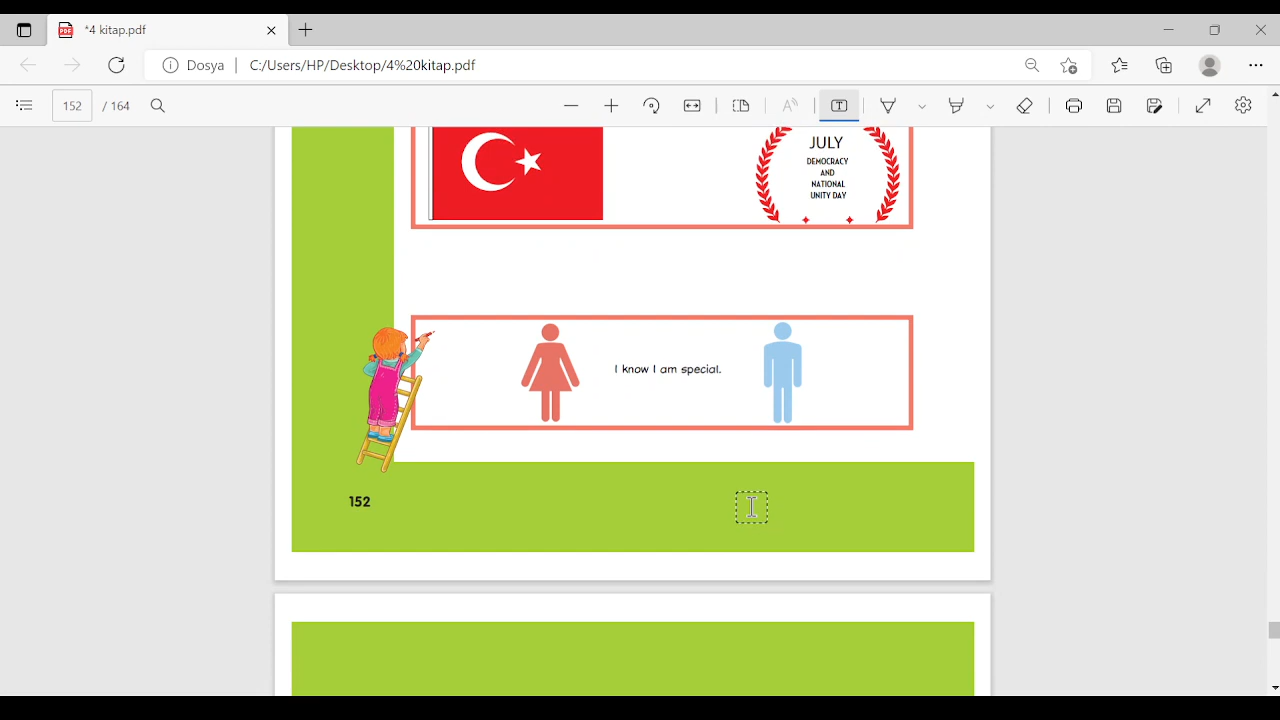 *4 kitap.pdf
Dosya | C:/Users/HP/Desktop/4%20kitap.pdf
152 / 164
JULY
DEMOCRACY
AND
NATIONAL
UNITY DAY
I know I am special.
152